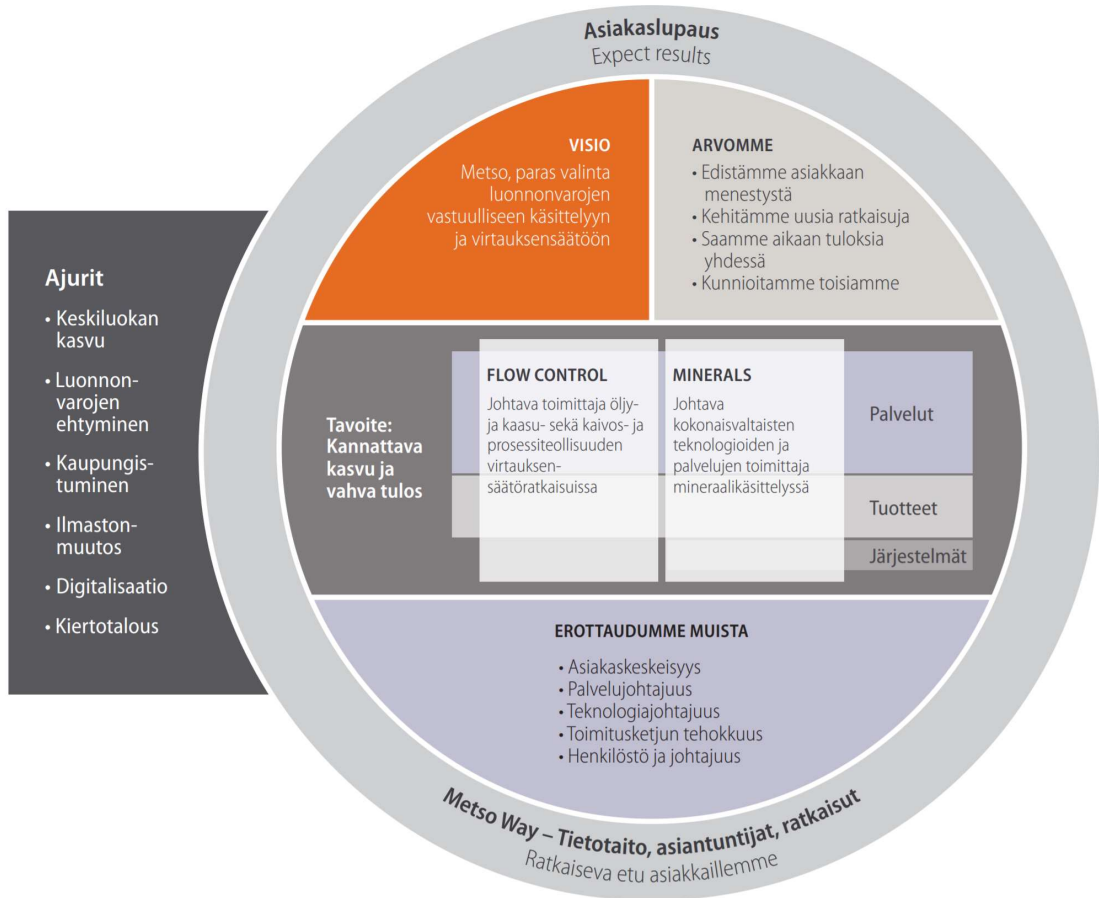 Asiakaslupaus
Expect results
VISIO
Metso, paras valinta
luonnonvarojen
vastuulliseen käsittelyyn
ja virtauksensäätöön
ARVOMME
• Edistämme asiakkaan
menestystä
• Kehitämme uusia ratkaisuja
• Saamme aikaan tuloksia
yhdessä
• Kunnioitamme toisiamme
Ajurit
• Keskiluokan
kasvu
• Luonnon-
varojen
ehtyminen
• Kaupungis-
tuminen
• Ilmaston-
muutos
• Digitalisaatio
• Kiertotalous
Tavoite:
Kannattava
kasvu ja
vahva tulos
FLOW CONTROL
Johtava toimittaja öljy-
ja kaasu- sekä kaivos- ja
prosessiteollisuuden
virtauksen-
säätöratkaisuissa
MINERALS
Johtava
kokonaisvaltaisten
teknologioiden ja
palvelujen toimittaja
mineraalikäsittelyssä
Palvelut
Tuotteet
Järjestelmät
EROTTAUDUMME MUISTA
• Asiakaskeskeisyys
• Palvelujohtajuus
• Teknologiajohtajuus
• Toimitusketjun tehokkuus
• Henkilöstö ja johtajuus
Metso Way – Tietotaito, asiantuntijat, ratkaisut
Ratkaiseva etu asiakkaillemme